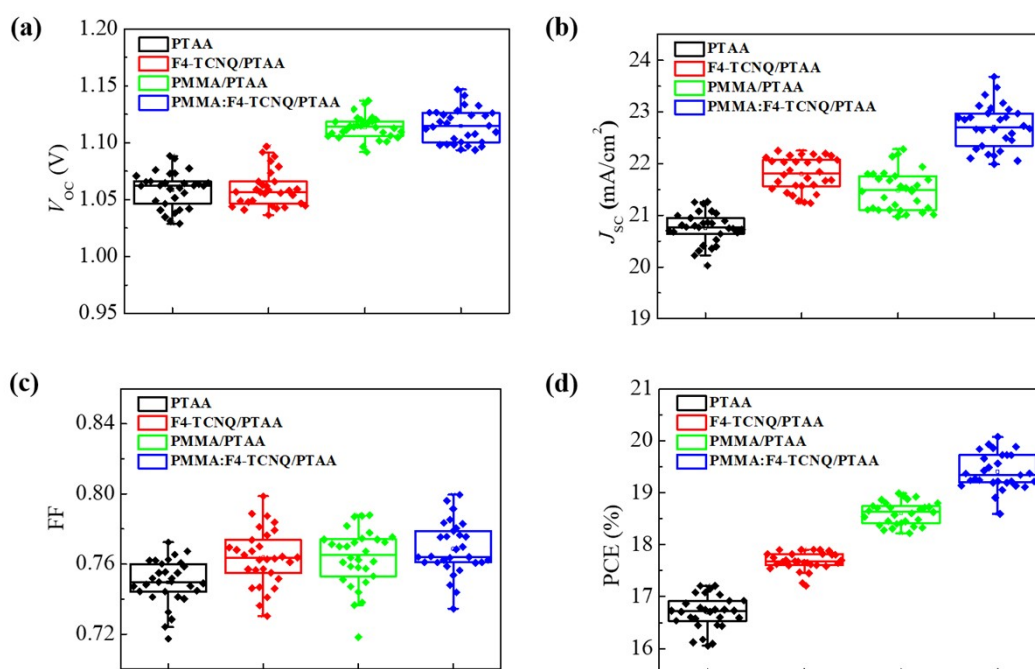 (a)
1.20
1.15
1.10
1.05
1.00
0.95
V_oc (V)
PTAA
F4-TCNQ/PTAA
PMMA/PTAA
PMMA:F4-TCNQ/PTAA
(b)
24
23
22
21
20
19
J_sc (mA/cm²)
PTAA
F4-TCNQ/PTAA
PMMA/PTAA
PMMA:F4-TCNQ/PTAA
(c)
0.84
0.80
0.76
0.72
FF
PTAA
F4-TCNQ/PTAA
PMMA/PTAA
PMMA:F4-TCNQ/PTAA
(d)
21
20
19
18
17
16
PCE (%)
PTAA
F4-TCNQ/PTAA
PMMA/PTAA
PMMA:F4-TCNQ/PTAA